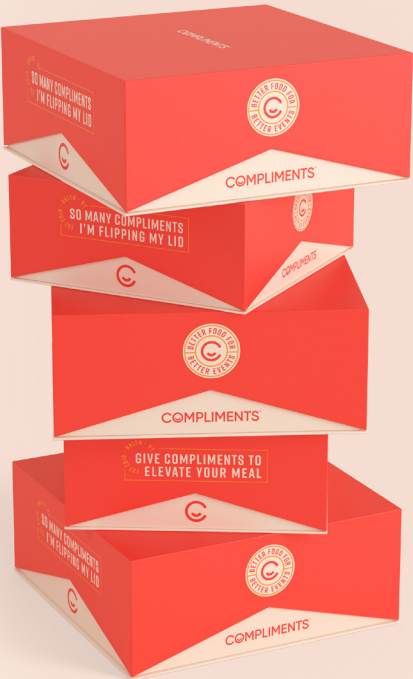 COMPLIMENTS
SO MANY COMPLIMENTS
I'M FLIPPING MY LID
BETTER FOOD FOR
BETTER EVENTS
COMPLIMENTS
SO MANY COMPLIMENTS
I'M FLIPPING MY LID
COMPLIMENTS
BETTER FOOD FOR
BETTER EVENTS
COMPLIMENTS
GIVE COMPLIMENTS TO
ELEVATE YOUR MEAL
SO MANY COMPLIMENTS
I'M FLIPPING MY LID
BETTER FOOD FOR
BETTER EVENTS
COMPLIMENTS